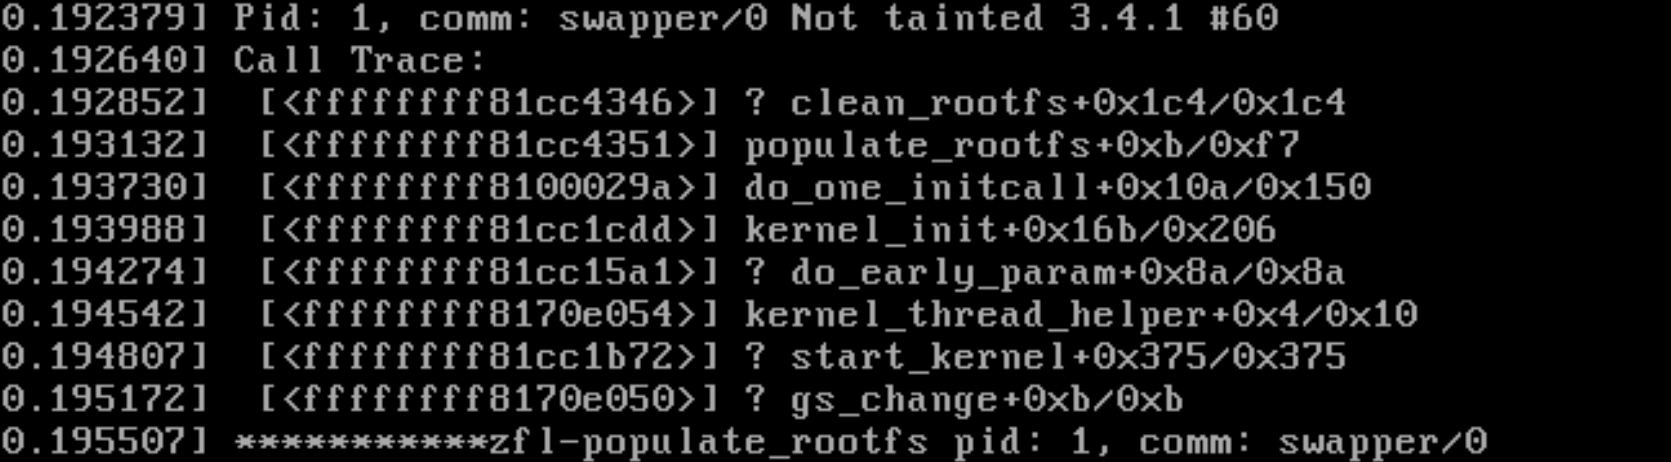 0.192379] Pid: 1, comm: swapper/0 Not tainted 3.4.1 #60
0.192640] Call Trace:
0.192852]  [<ffffffff81cc4346>] ? clean_rootfs+0x1c4/0x1c4
0.193132]  [<ffffffff81cc4351>] populate_rootfs+0xb/0xf7
0.193730]  [<ffffffff8100029a>] do_one_initcall+0x10a/0x150
0.193988]  [<ffffffff81cc1cdd>] kernel_init+0x16b/0x206
0.194274]  [<ffffffff81cc15a1>] ? do_early_param+0x8a/0x8a
0.194542]  [<ffffffff8170e054>] kernel_thread_helper+0x4/0x10
0.194807]  [<ffffffff81cc1b72>] ? start_kernel+0x375/0x375
0.195172]  [<ffffffff8170e050>] ? gs_change+0xb/0xb
0.195507] ***********zfl-populate_rootfs pid: 1, comm: swapper/0